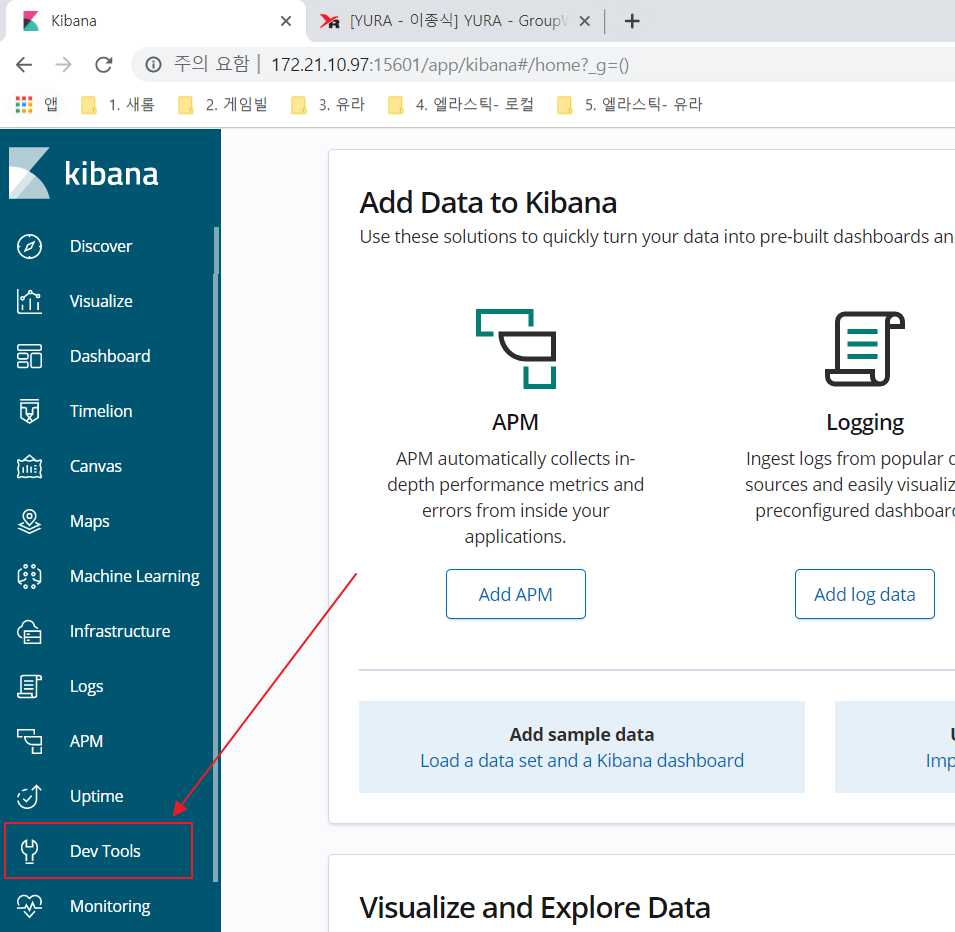 Kibana
[YURA - 이종식] YURA - Group
주의 요함 | 172.21.10.97:15601/app/kibana#/home?_g=()
앱 1. 새롬 2. 게임빌 3. 유라 4. 엘라스틱- 로컬 5. 엘라스틱- 유라
kibana
Discover
Visualize
Dashboard
Timelion
Canvas
Maps
Machine Learning
Infrastructure
Logs
APM
Uptime
Dev Tools
Monitoring
Add Data to Kibana
Use these solutions to quickly turn your data into pre-built dashboards an
APM
APM automatically collects in-
depth performance metrics and
errors from inside your
applications.
Add APM
Logging
Ingest logs from popular
sources and easily visualiz
preconfigured dashboar
Add log data
Add sample data
Load a data set and a Kibana dashboard
Imp
Visualize and Explore Data